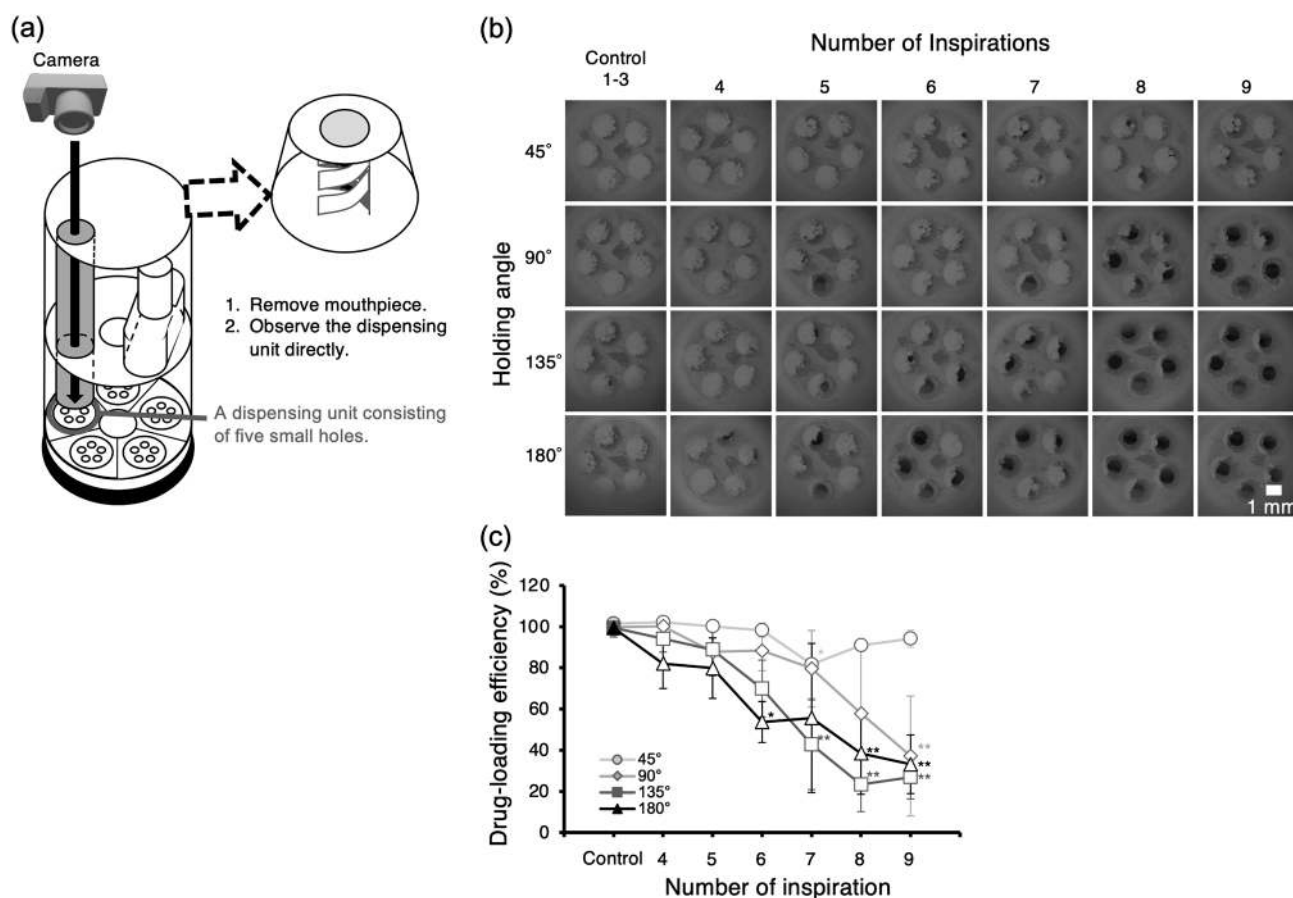 (a)
Camera
1. Remove mouthpiece.
2. Observe the dispensing
unit directly.
A dispensing unit consisting
of five small holes.
(b)
Number of Inspirations
Control
1-3
4
5
6
7
8
9
Holding angle
45°
90°
135°
180°
1 mm
(c)
Drug-loading efficiency (%)
120
100
80
60
40
20
0
45°
90°
135°
180°
*
*
**
**
**
**
**
**
Control
4
5
6
7
8
9
Number of inspiration